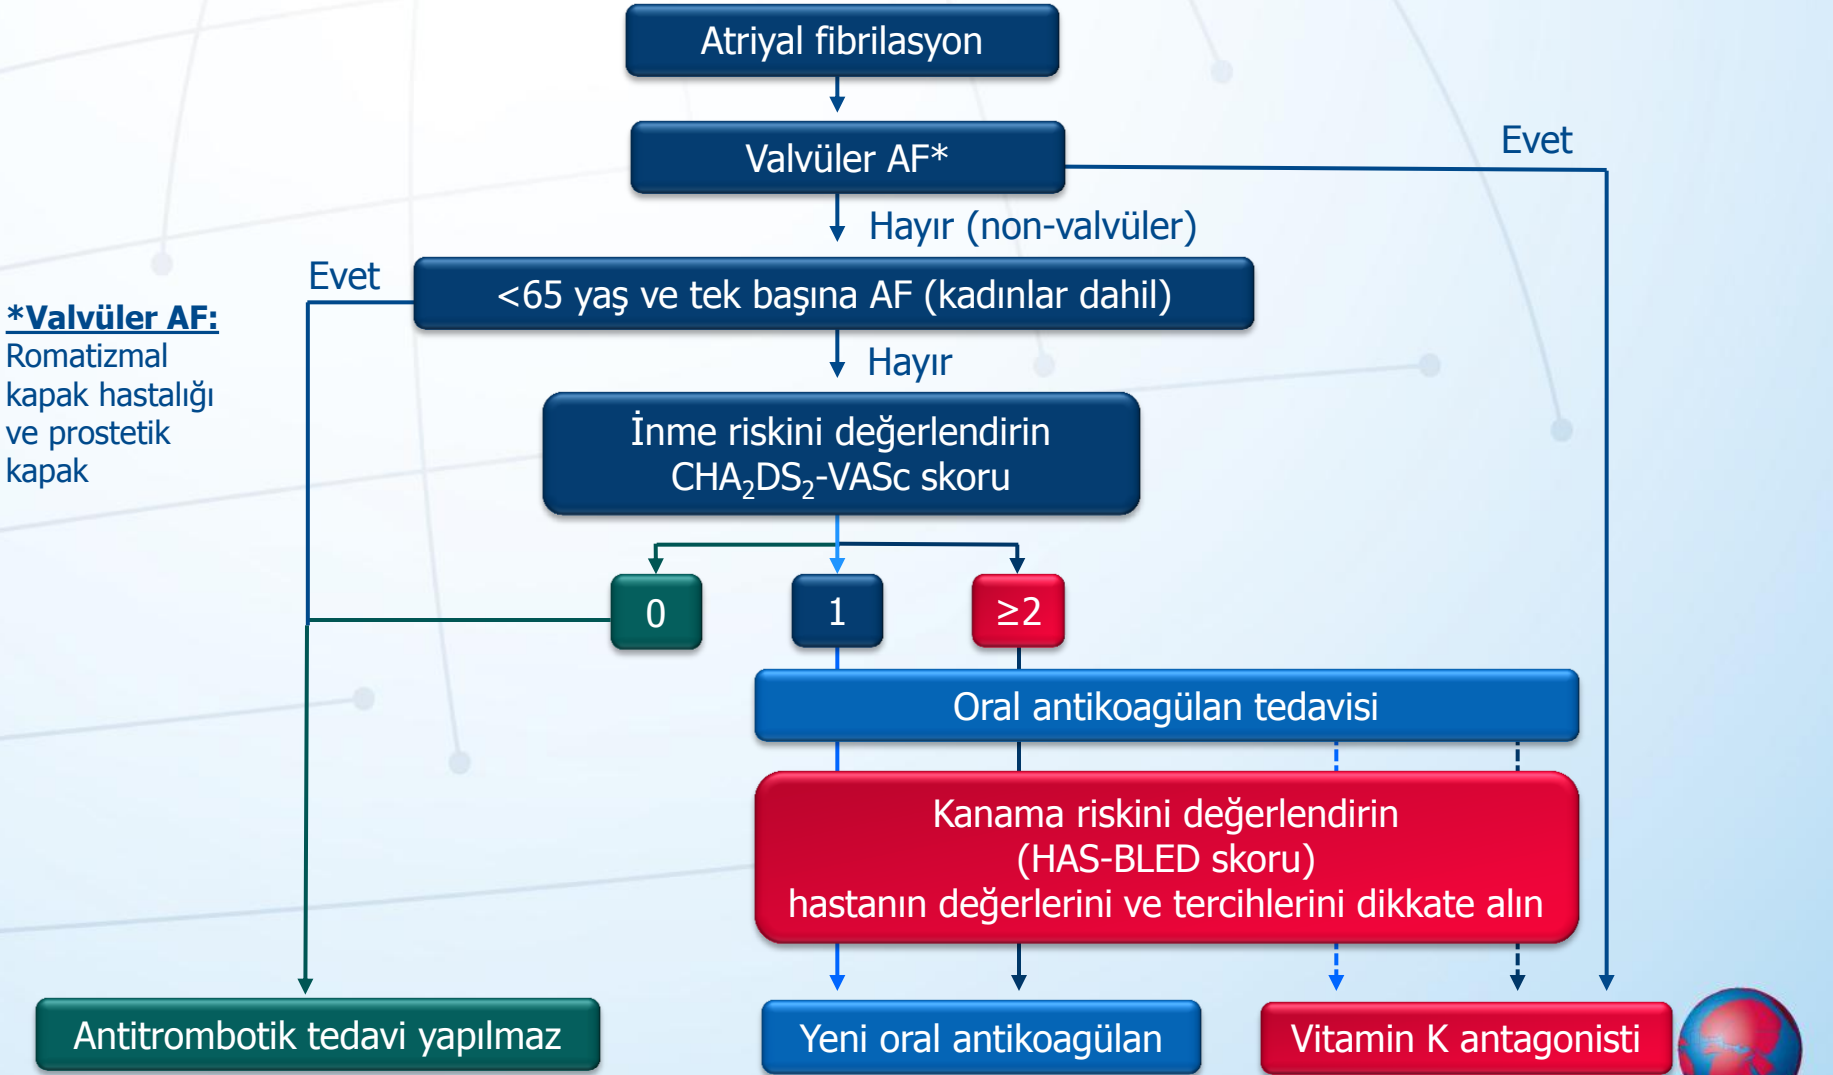 Atriyal fibrilasyon
Valvüler AF*
Evet
Hayır (non-valvüler)
Evet
<65 yaş ve tek başına AF (kadınlar dahil)
*Valvüler AF:
Romatizmal
kapak hastalığı
ve prostetik
kapak
Hayır
İnme riskini değerlendirin
CHA₂DS₂-VASc skoru
0
1
≥2
Oral antikoagülan tedavisi
Kanama riskini değerlendirin
(HAS-BLED skoru)
hastanın değerlerini ve tercihlerini dikkate alın
Antitrombotik tedavi yapılmaz
Yeni oral antikoagülan
Vitamin K antagonisti